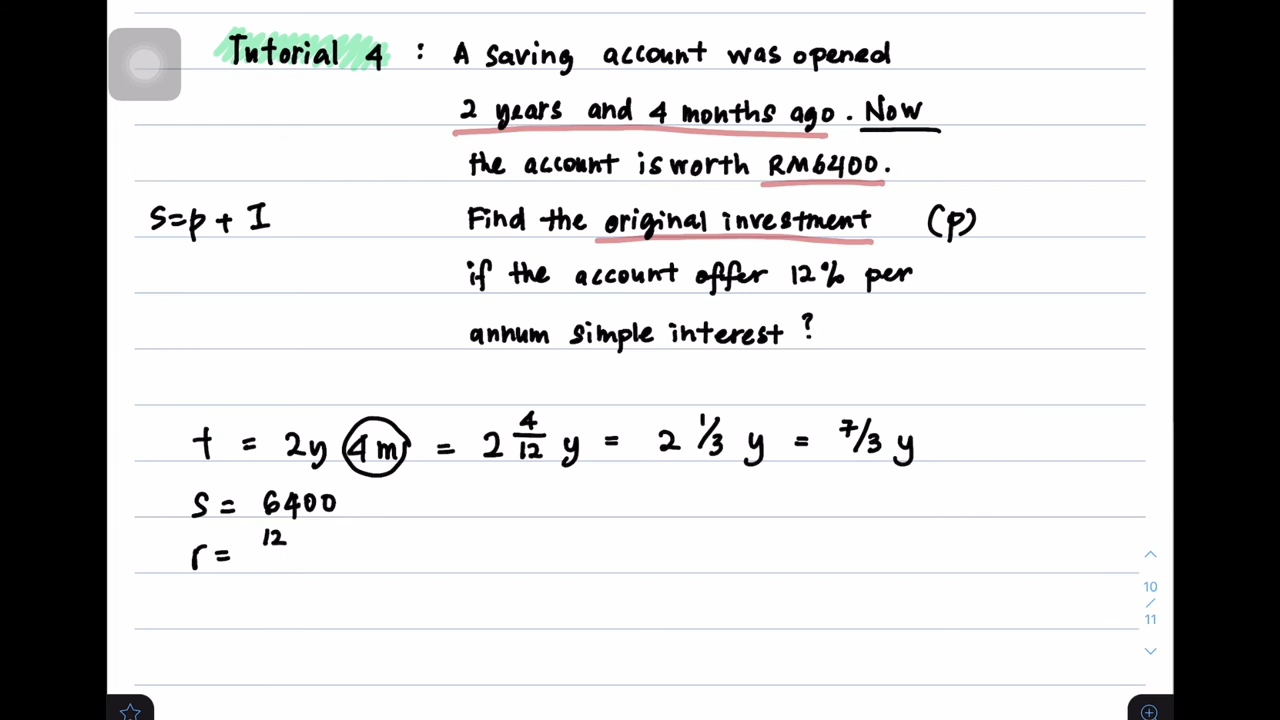 Tutorial 4 : A saving account was opened
2 years and 4 months ago. Now
the account is worth RM6400.
S=p + I
Find the original investment (p)
if the account offer 12% per
annum simple interest ?
t = 2y 4m = 2 4/12 y = 2 1/3 y = 7/3 y
S = 6400
r = 12
10
/
11